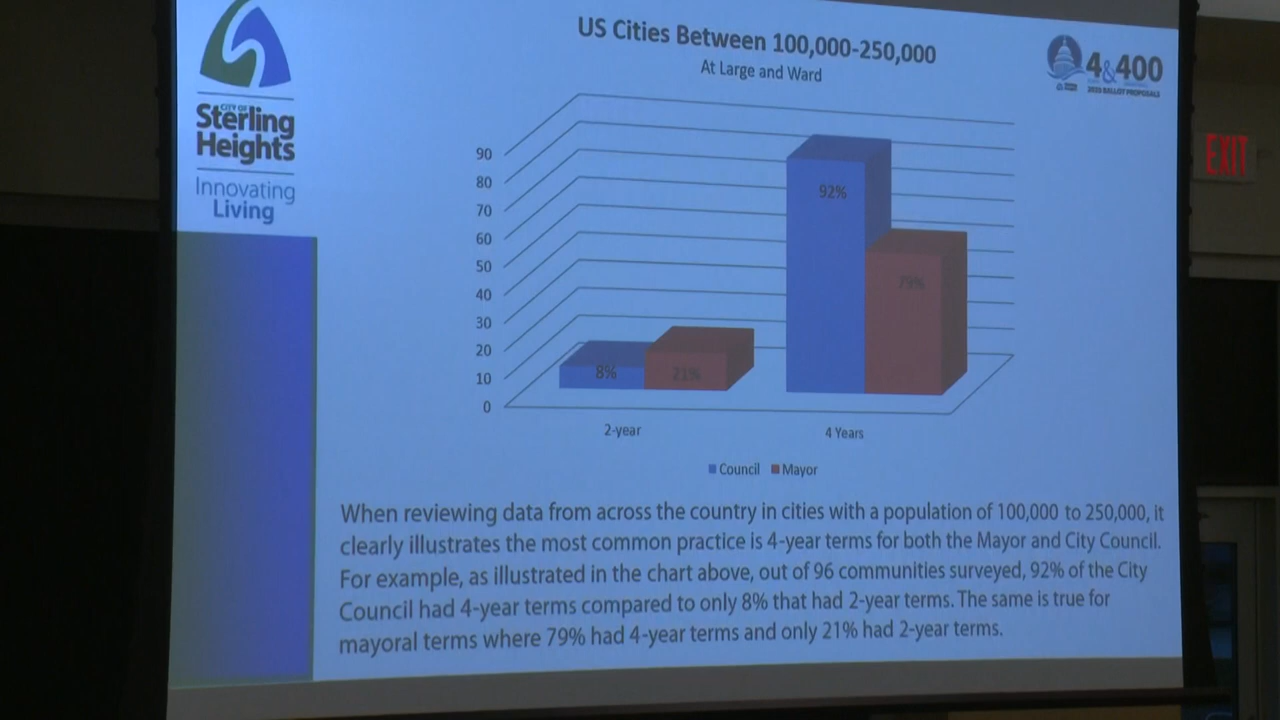 US Cities Between 100,000-250,000
At Large and Ward
CITY OF
Sterling
Heights
Innovating
Living
4&400
2023 BALLOT PROPOSALS
EXIT
90
80
70
60
50
40
30
20
10
0
92%
79%
8%
21%
2-year
4 Years
Council
Mayor
When reviewing data from across the country in cities with a population of 100,000 to 250,000, it
clearly illustrates the most common practice is 4-year terms for both the Mayor and City Council.
For example, as illustrated in the chart above, out of 96 communities surveyed, 92% of the City
Council had 4-year terms compared to only 8% that had 2-year terms. The same is true for
mayoral terms where 79% had 4-year terms and only 21% had 2-year terms.